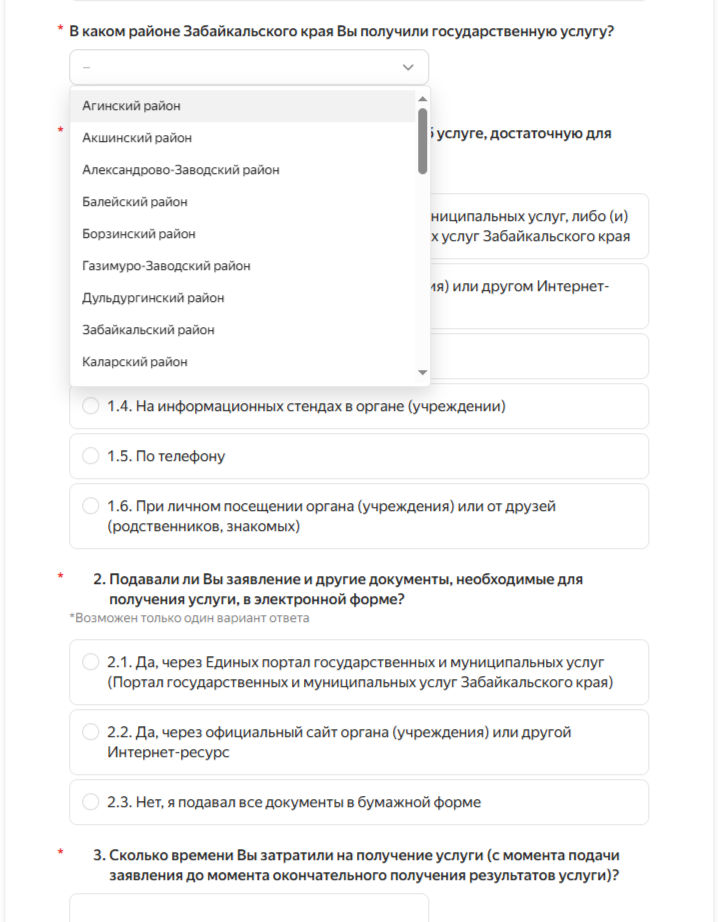 * В каком районе Забайкальского края Вы получили государственную услугу?
–
Агинский район
* услуге, достаточную для
Акшинский район
Александрово-Заводский район
Балейский район
ниципальных услуг, либо (и)
Борзинский район
х услуг Забайкальского края
Газимуро-Заводский район
ия) или другом Интернет-
Дульдургинский район
Забайкальский район
Каларский район
1.4. На информационных стендах в органе (учреждении)
1.5. По телефону
1.6. При личном посещении органа (учреждения) или от друзей
(родственников, знакомых)
* 2. Подавали ли Вы заявление и другие документы, необходимые для
получения услуги, в электронной форме?
*Возможен только один вариант ответа
2.1. Да, через Единых портал государственных и муниципальных услуг
(Портал государственных и муниципальных услуг Забайкальского края)
2.2. Да, через официальный сайт органа (учреждения) или другой
Интернет-ресурс
2.3. Нет, я подавал все документы в бумажной форме
* 3. Сколько времени Вы затратили на получение услуги (с момента подачи
заявления до момента окончательного получения результатов услуги)?